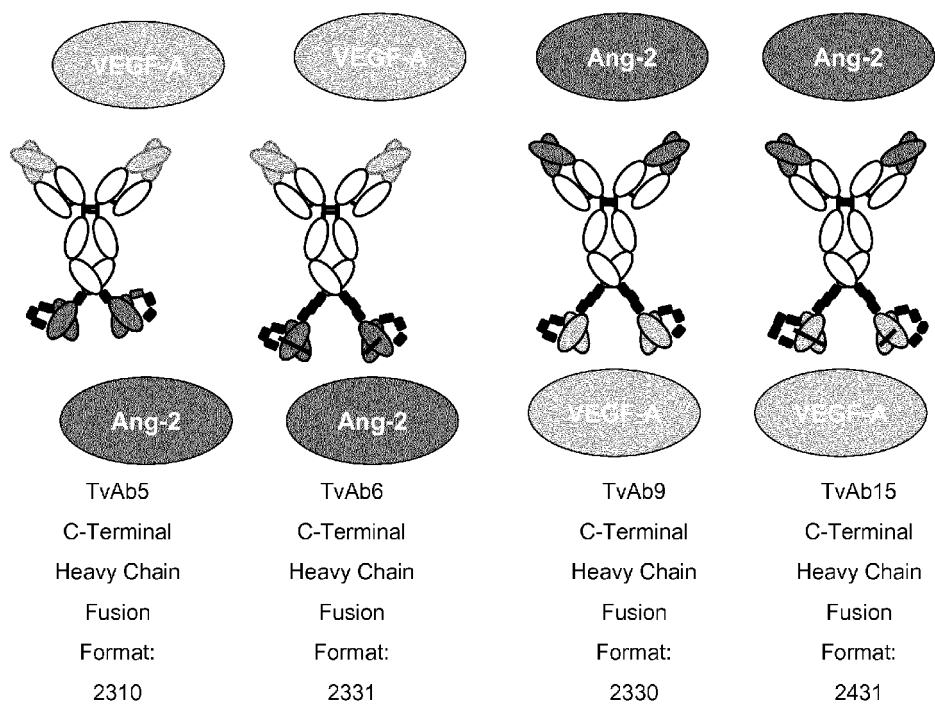 VEGF-A
VEGF-A
Ang-2
Ang-2
Ang-2
Ang-2
VEGF-A
VEGF-A
TvAb5
C-Terminal
Heavy Chain
Fusion
Format:
2310
TvAb6
C-Terminal
Heavy Chain
Fusion
Format:
2331
TvAb9
C-Terminal
Heavy Chain
Fusion
Format:
2330
TvAb15
C-Terminal
Heavy Chain
Fusion
Format:
2431